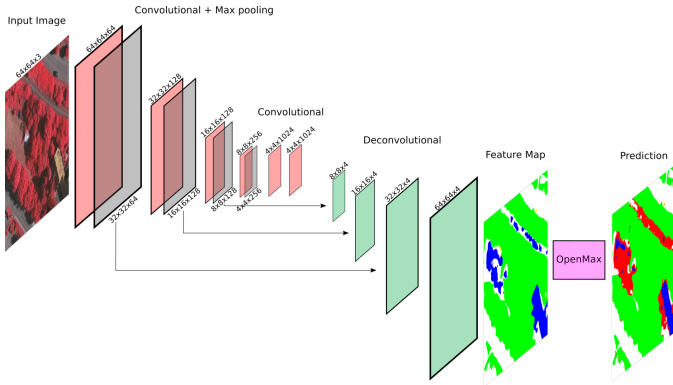 Convolutional + Max pooling
Input Image
64x64x3
64x64x64
32x32x64
32x32x128
16x16x128
16x16x128
8x8x128
Convolutional
8x8x256
4x4x256
4x4x1024
4x4x1024
Deconvolutional
8x8x4
16x16x4
32x32x4
64x64x4
Feature Map
OpenMax
Prediction